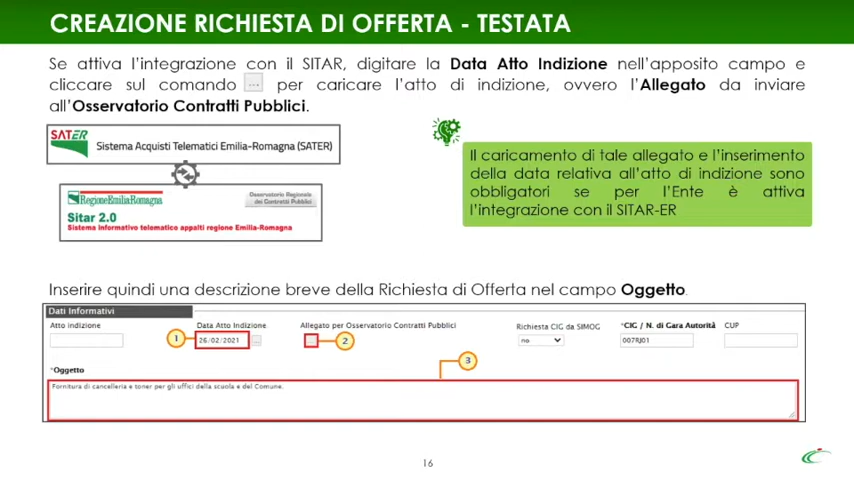 CREAZIONE RICHIESTA DI OFFERTA - TESTATA
Se attiva l'integrazione con il SITAR, digitare la Data Atto Indizione nell'apposito campo e
cliccare sul comando ... per caricare l'atto di indizione, ovvero l'Allegato da inviare
all'Osservatorio Contratti Pubblici.
SATER
Sistema Acquisti Telematici Emilia-Romagna (SATER)
RegioneEmiliaRomagna
Osservatorio Regionale
dei Contratti Pubblici
Sitar 2.0
Sistema informativo telematico appalti regione Emilia-Romagna
Il caricamento di tale allegato e l'inserimento
della data relativa all'atto di indizione sono
obbligatori se per l'Ente è attiva
l'integrazione con il SITAR-ER
Inserire quindi una descrizione breve della Richiesta di Offerta nel campo Oggetto.
Dati Informativi
Atto indizione Data Atto Indizione Allegato per Osservatorio Contratti Pubblici Richiesta CIG da SIMOG *CIG / N. di Gara Autorità CUP
1 26/02/2021 ... ... 2 no 007RJ01
3
*Oggetto
Fornitura di cancelleria e toner per gli uffici della scuola e del Comune.
16